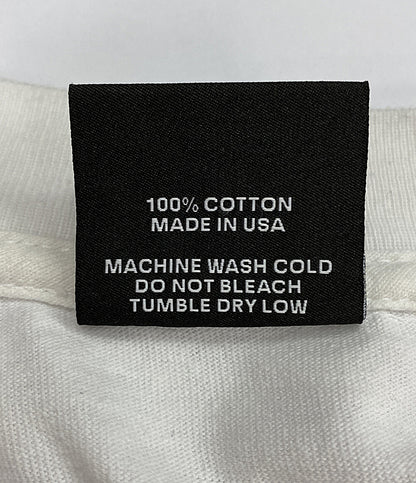 100% COTTON
MADE IN USA
MACHINE WASH COLD
DO NOT BLEACH
TUMBLE DRY LOW